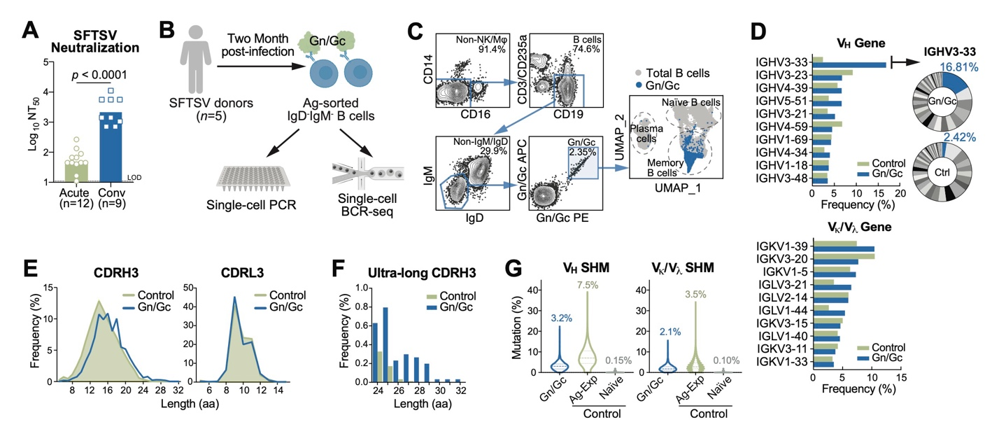 A
SFTSV
Neutralization
p < 0.0001
Log10 NT50
5
4
3
2
1
LOD
Acute
(n=12)
Conv
(n=9)
B
Two Month
post-infection
Gn/Gc
SFTSV donors
(n=5)
Ag-sorted
IgD-IgM- B cells
Single-cell PCR
Single-cell
BCR-seq
C
Non-NK/Mφ
91.4%
CD14
CD16
B cells
74.6%
CD3/CD235a
CD19
Non-IgM/IgD
29.9%
IgM
IgD
Gn/Gc
2.35%
Gn/Gc APC
Gn/Gc PE
Total B cells
Gn/Gc
Naïve B cells
Plasma
cells
Memory
B cells
UMAP_2
UMAP_1
D
VH Gene
IGHV3-33
IGHV3-23
IGHV4-39
IGHV5-51
IGHV3-21
IGHV4-59
IGHV1-69
IGHV4-34
IGHV1-18
IGHV3-48
Control
Gn/Gc
0 5 10 15 20
Frequency (%)
IGHV3-33
16.81%
Gn/Gc
2.42%
Ctrl
Vκ/Vλ Gene
IGKV1-39
IGKV3-20
IGKV1-5
IGLV3-21
IGLV2-14
IGLV1-44
IGKV3-15
IGLV1-40
IGKV3-11
IGKV1-33
Control
Gn/Gc
0 5 10 15
Frequency (%)
E
CDRH3
Frequency (%)
15
10
5
0
Control
Gn/Gc
8 12 16 20 24 28 32
CDRL3
50
40
30
20
10
0
Control
Gn/Gc
6 8 10 12 14
Length (aa)
F
Ultra-long CDRH3
Frequency (%)
1.0
0.8
0.6
0.4
0.2
0.0
Control
Gn/Gc
24 26 28 30 32
Length (aa)
G
VH SHM
Mutation (%)
40
30
20
10
0
3.2%
7.5%
0.15%
Gn/Gc
Ag-Exp
Naïve
Control
Vκ/Vλ SHM
40
30
20
10
0
2.1%
3.5%
0.10%
Gn/Gc
Ag-Exp
Naïve
Control